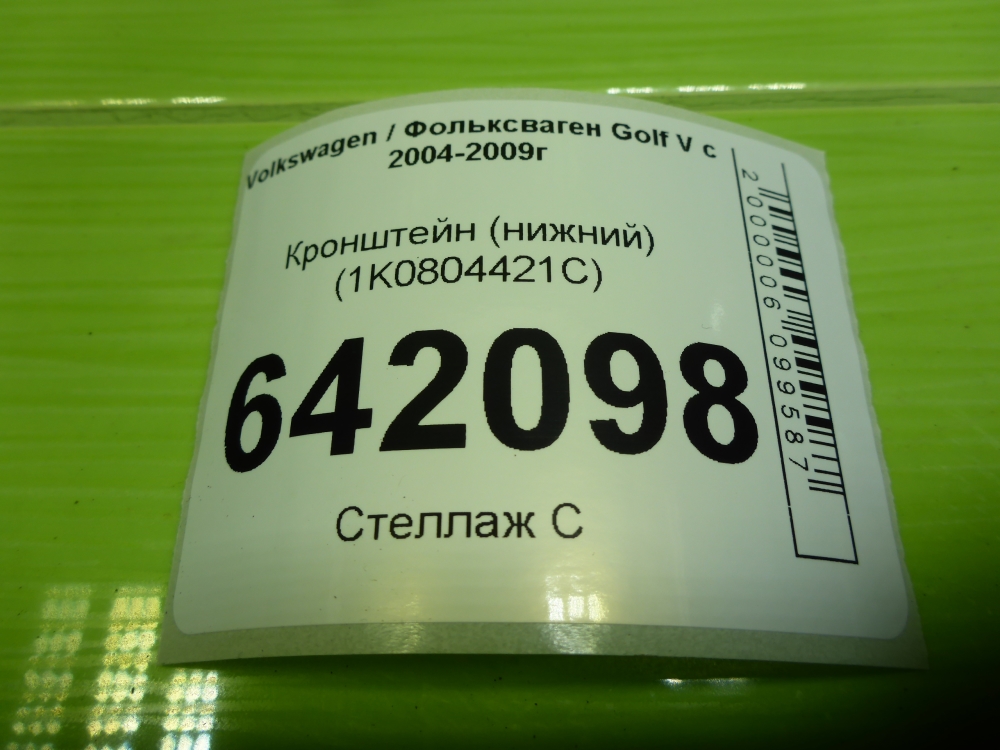 Volkswagen / Фольксваген Golf V с
2004-2009г
Кронштейн (нижний)
(1K0804421C)
642098
Стеллаж С
2000006099587